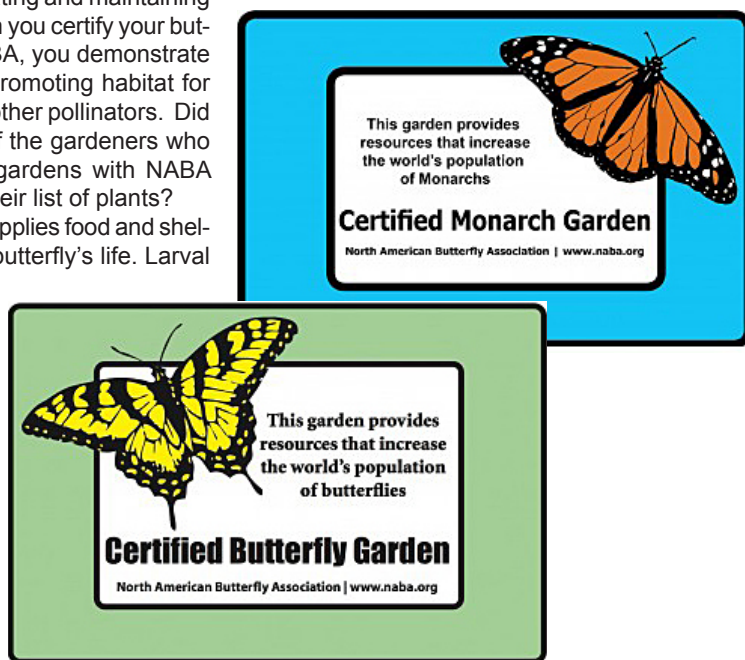 ting and maintaining
you certify your but-
BA, you demonstrate
romoting habitat for
other pollinators. Did
f the gardeners who
gardens with NABA
eir list of plants?
pplies food and shel-
butterfly's life. Larval
This garden provides
resources that increase
the world's population
of Monarchs
Certified Monarch Garden
North American Butterfly Association | www.naba.org
This garden provides
resources that increase
the world's population
of butterflies
Certified Butterfly Garden
North American Butterfly Association | www.naba.org